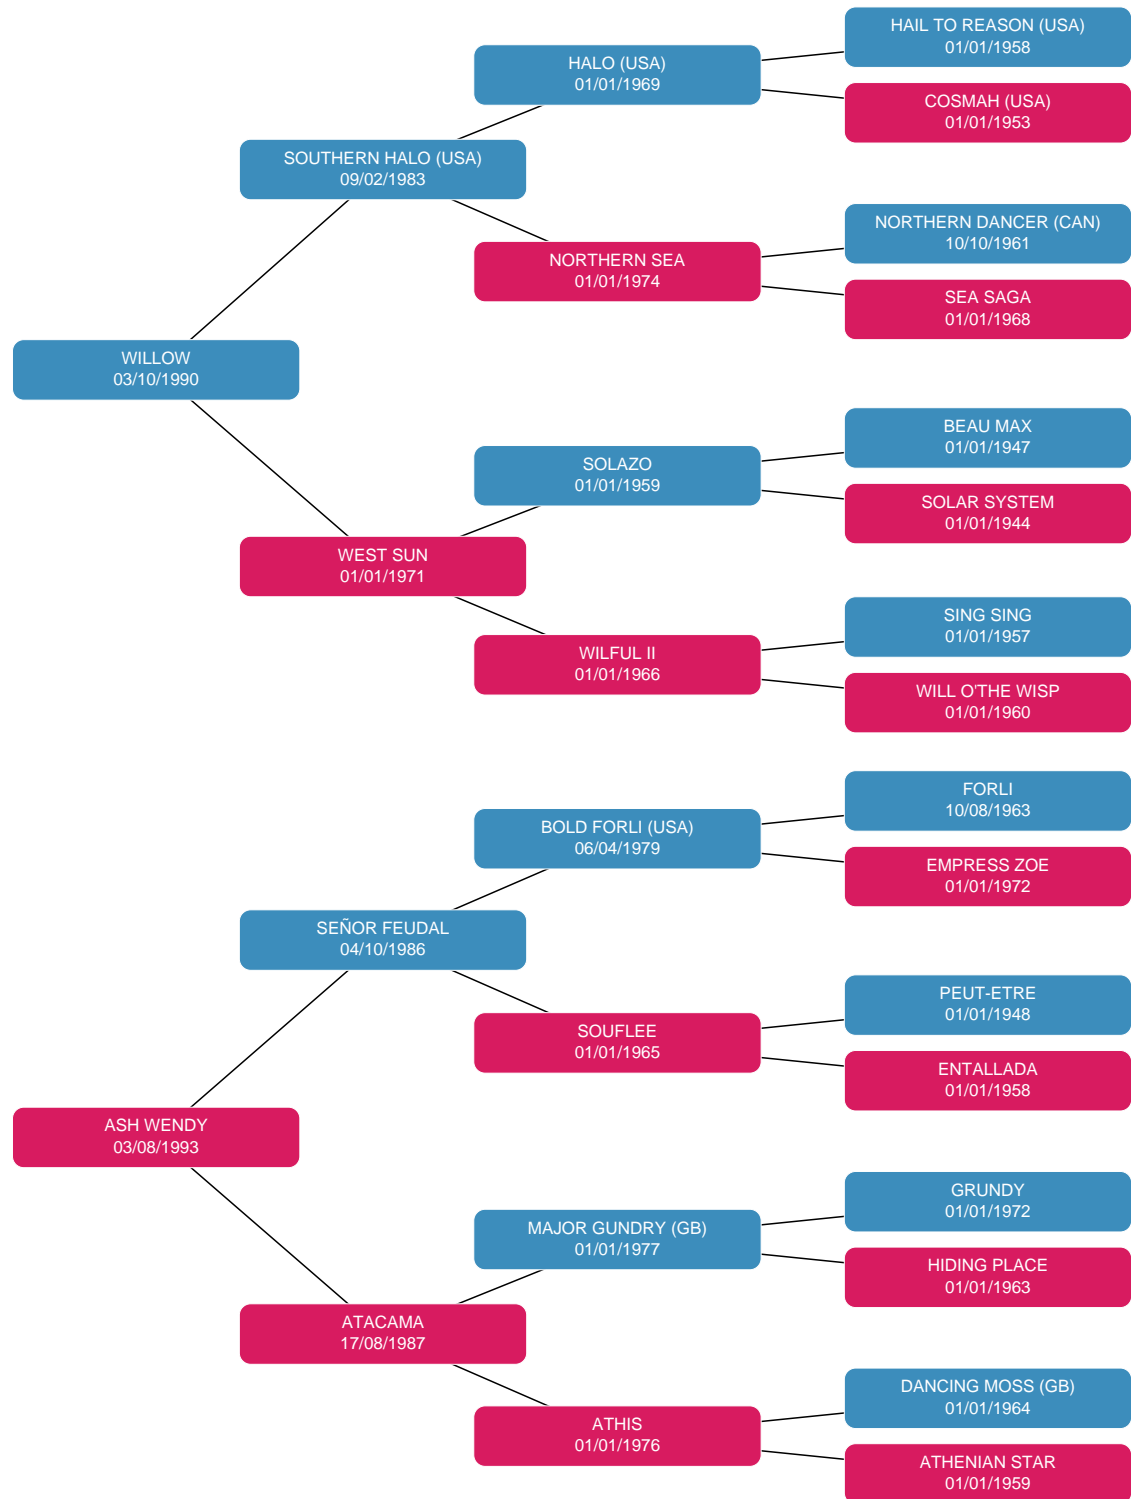 HAIL TO REASON (USA)
01/01/1958
HALO (USA)
01/01/1969
COSMAH (USA)
01/01/1953
SOUTHERN HALO (USA)
09/02/1983
NORTHERN DANCER (CAN)
10/10/1961
NORTHERN SEA
01/01/1974
SEA SAGA
01/01/1968
WILLOW
03/10/1990
BEAU MAX
01/01/1947
SOLAZO
01/01/1959
SOLAR SYSTEM
01/01/1944
WEST SUN
01/01/1971
SING SING
01/01/1957
WILFUL II
01/01/1966
WILL O'THE WISP
01/01/1960
FORLI
10/08/1963
BOLD FORLI (USA)
06/04/1979
EMPRESS ZOE
01/01/1972
SEÑOR FEUDAL
04/10/1986
PEUT-ETRE
01/01/1948
SOUFLEE
01/01/1965
ENTALLADA
01/01/1958
ASH WENDY
03/08/1993
GRUNDY
01/01/1972
MAJOR GUNDRY (GB)
01/01/1977
HIDING PLACE
01/01/1963
ATACAMA
17/08/1987
DANCING MOSS (GB)
01/01/1964
ATHIS
01/01/1976
ATHENIAN STAR
01/01/1959